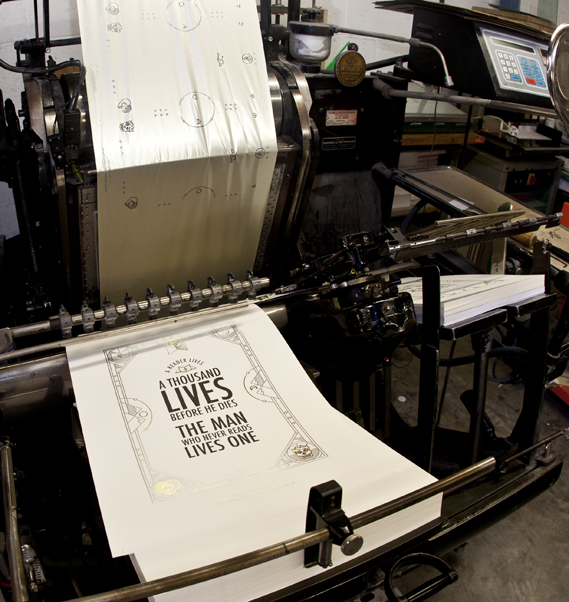 A READER LIVES
A THOUSAND
LIVES
BEFORE HE DIES
THE MAN
WHO NEVER READS
LIVES ONE